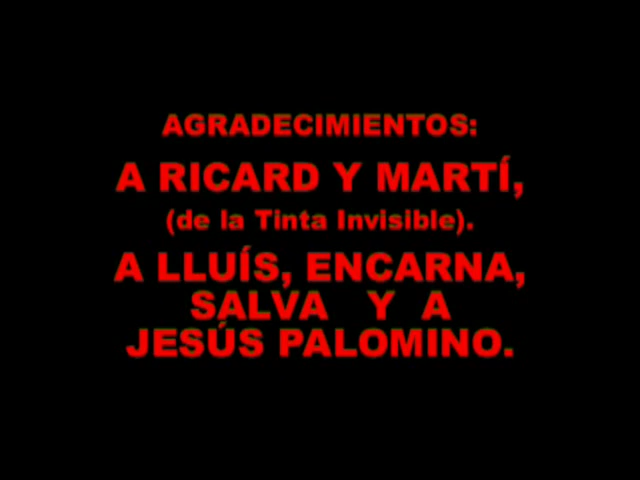 AGRADECIMIENTOS:
A RICARD Y MARTÍ,
(de la Tinta Invisible).
A LLUÍS, ENCARNA,
SALVA Y A
JESÚS PALOMINO.